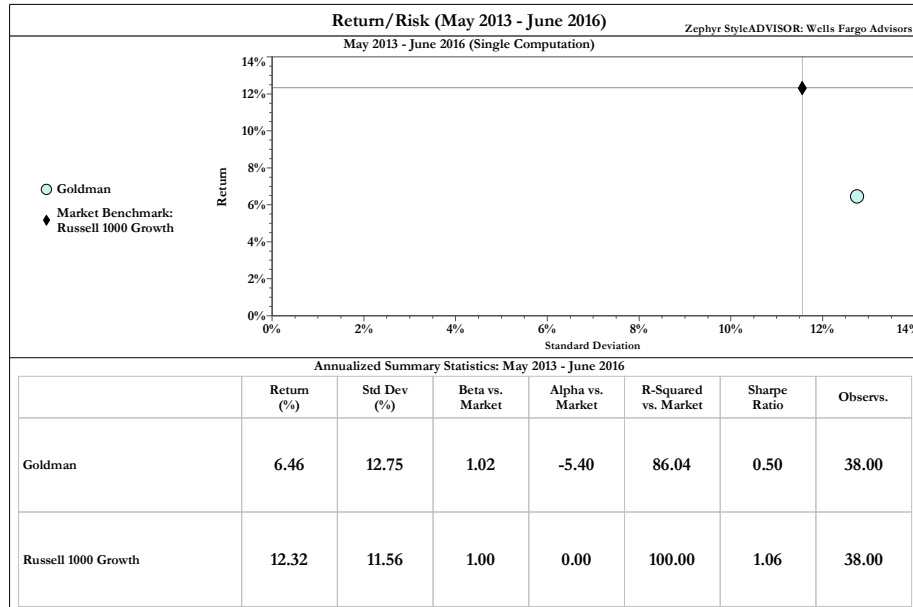 Return/Risk (May 2013 - June 2016)
Zephyr StyleADVISOR: Wells Fargo Advisors
May 2013 - June 2016 (Single Computation)
14%
12%
10%
8%
6%
4%
2%
0%
Return
0% 2% 4% 6% 8% 10% 12% 14%
Standard Deviation
Goldman
Market Benchmark:
Russell 1000 Growth
Annualized Summary Statistics: May 2013 - June 2016
Return (%) Std Dev (%) Beta vs. Market Alpha vs. Market R-Squared vs. Market Sharpe Ratio Observs.
Goldman 6.46 12.75 1.02 -5.40 86.04 0.50 38.00
Russell 1000 Growth 12.32 11.56 1.00 0.00 100.00 1.06 38.00